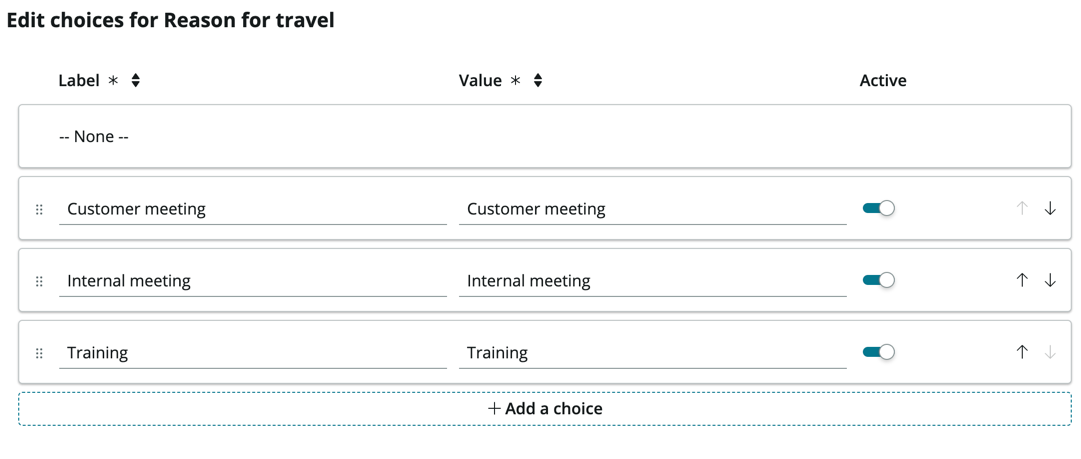 Edit choices for Reason for travel
Label * Value * Active
-- None --
Customer meeting Customer meeting
Internal meeting Internal meeting
Training Training
+ Add a choice